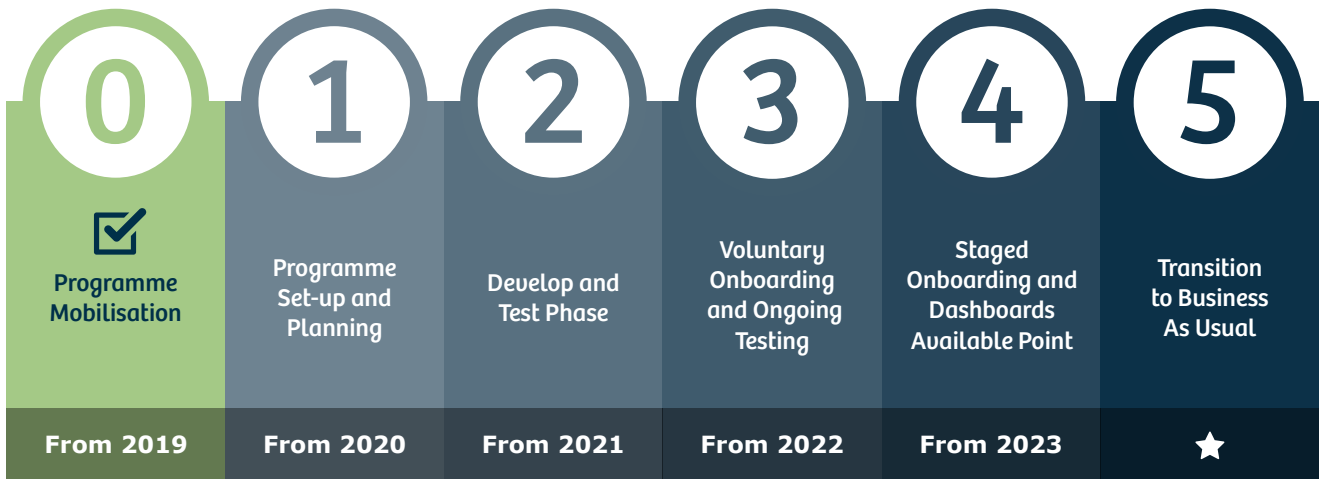 0
Programme
Mobilisation
From 2019
1
Programme
Set-up and
Planning
From 2020
2
Develop and
Test Phase
From 2021
3
Voluntary
Onboarding
and Ongoing
Testing
From 2022
4
Staged
Onboarding and
Dashboards
Available Point
From 2023
5
Transition
to Business
As Usual